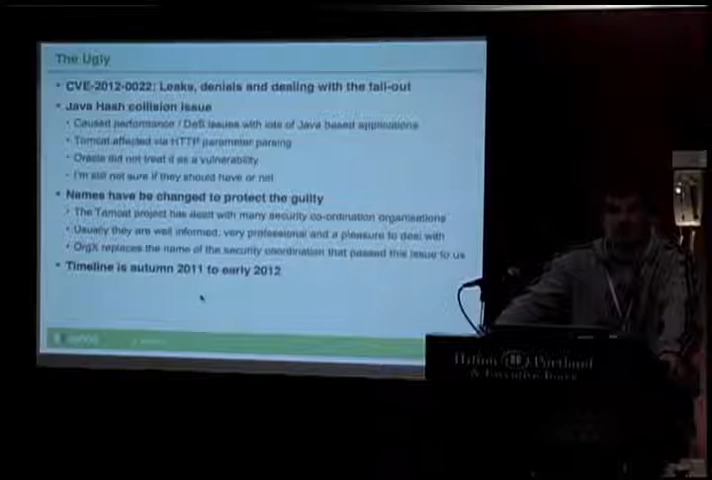 The Ugly
• CVE-2012-0022: Leaks, denials and dealing with the fall-out
• Java Hash collision issue
• Caused performance / DoS issues with lots of Java based applications
• Tomcat affected via HTTP parameter parsing
• Oracle did not treat it as a vulnerability
• I'm still not sure if they should have or not
• Names have be changed to protect the guilty
• The Tomcat project has dealt with many security co-ordination organisations
• Usually they are well informed, very professional and a pleasure to deal with
• OrgX replaces the name of the security coordination that passed this issue to us
• Timeline is autumn 2011 to early 2012
Hilton Portland
& Executive Tower